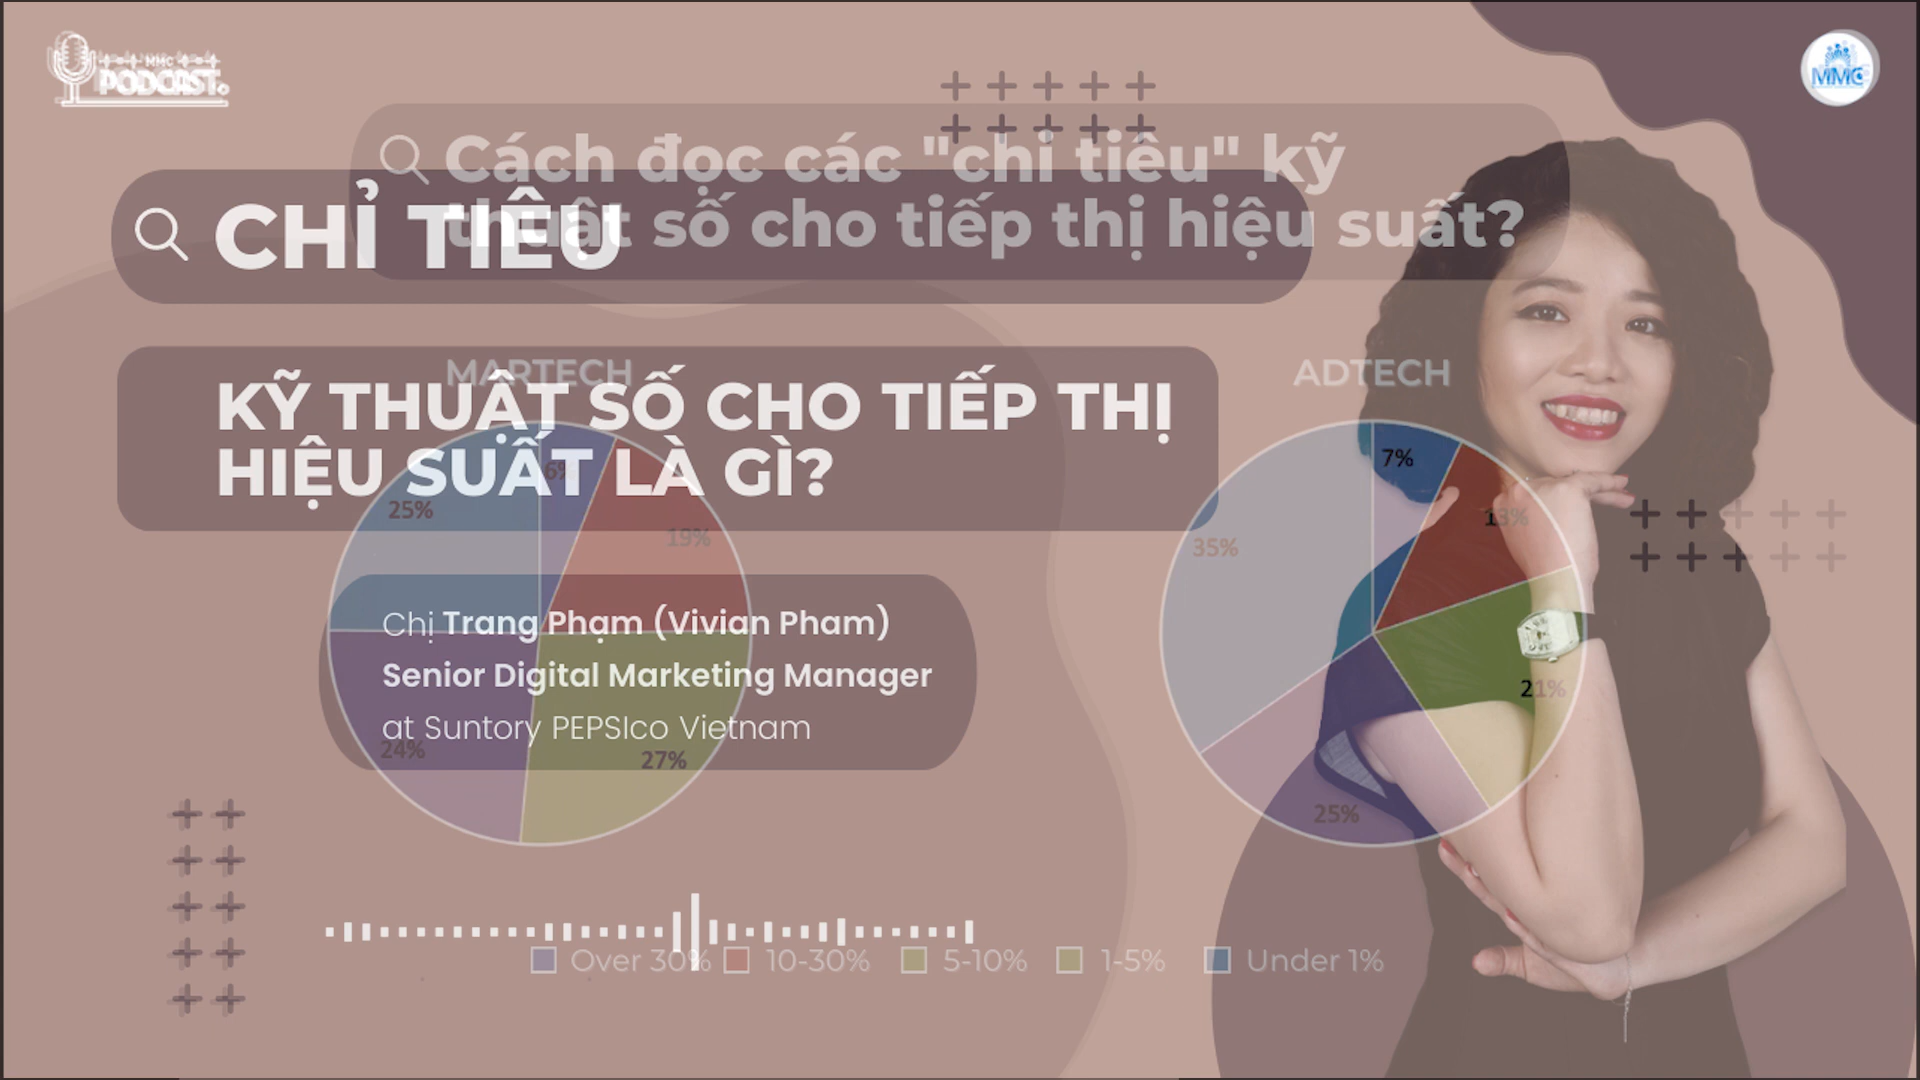 MMC
PODCAST
MMC
Cách đọc các "chỉ tiêu" kỹ
thuật số cho tiếp thị hiệu suất?
CHỈ TIÊU
MARTECH
ADTECH
KỸ THUẬT SỐ CHO TIẾP THỊ
HIỆU SUẤT LÀ GÌ?
6%
19%
25%
24%
27%
7%
13%
21%
25%
35%
Chị Trang Phạm (Vivian Pham)
Senior Digital Marketing Manager
at Suntory PEPSIco Vietnam
Over 30% 10-30% 5-10% 1-5% Under 1%